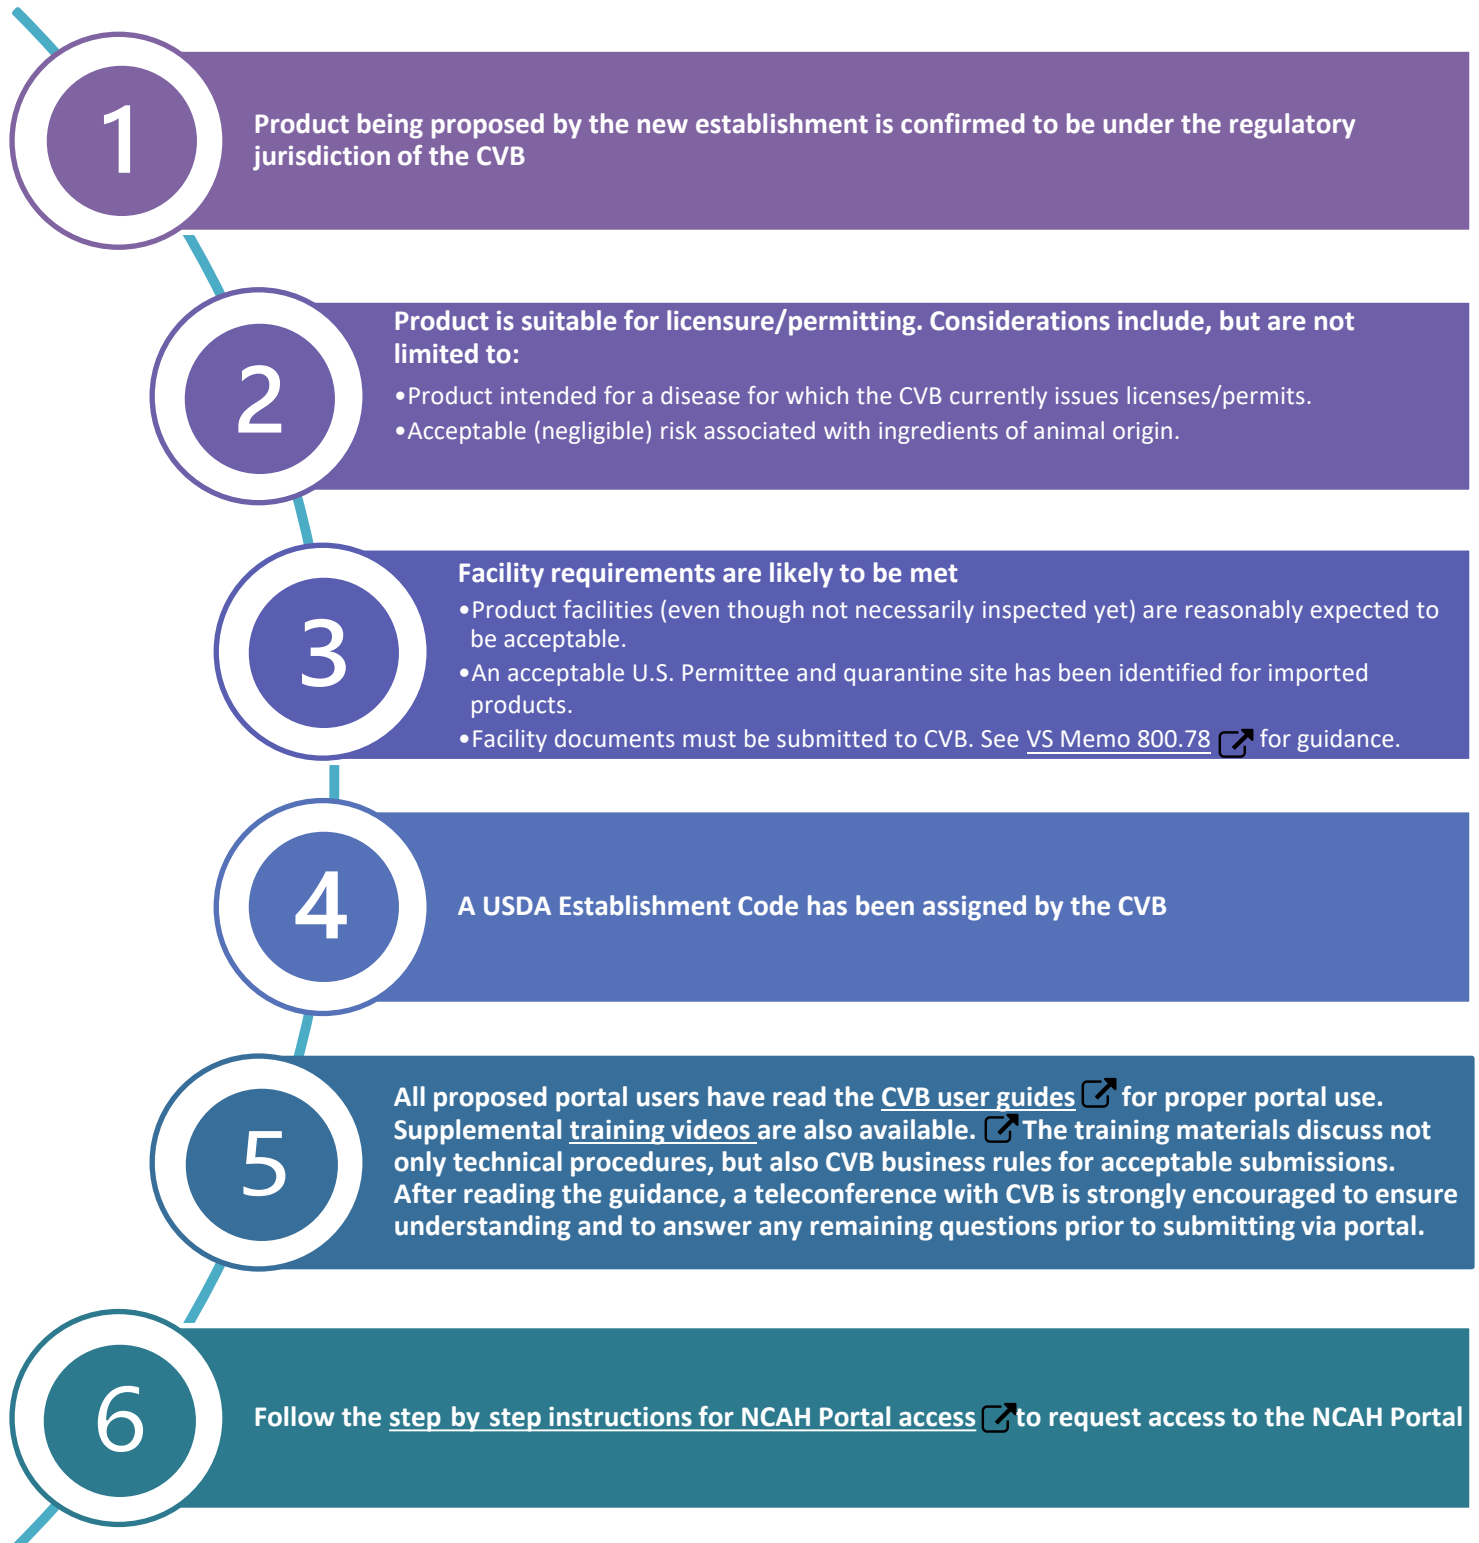 1
Product being proposed by the new establishment is confirmed to be under the regulatory
jurisdiction of the CVB
2
Product is suitable for licensure/permitting. Considerations include, but are not
limited to:
•Product intended for a disease for which the CVB currently issues licenses/permits.
•Acceptable (negligible) risk associated with ingredients of animal origin.
3
Facility requirements are likely to be met
•Product facilities (even though not necessarily inspected yet) are reasonably expected to
be acceptable.
•An acceptable U.S. Permittee and quarantine site has been identified for imported
products.
•Facility documents must be submitted to CVB. See VS Memo 800.78 for guidance.
4
A USDA Establishment Code has been assigned by the CVB
5
All proposed portal users have read the CVB user guides for proper portal use.
Supplemental training videos are also available. The training materials discuss not
only technical procedures, but also CVB business rules for acceptable submissions.
After reading the guidance, a teleconference with CVB is strongly encouraged to ensure
understanding and to answer any remaining questions prior to submitting via portal.
6
Follow the step by step instructions for NCAH Portal access to request access to the NCAH Portal